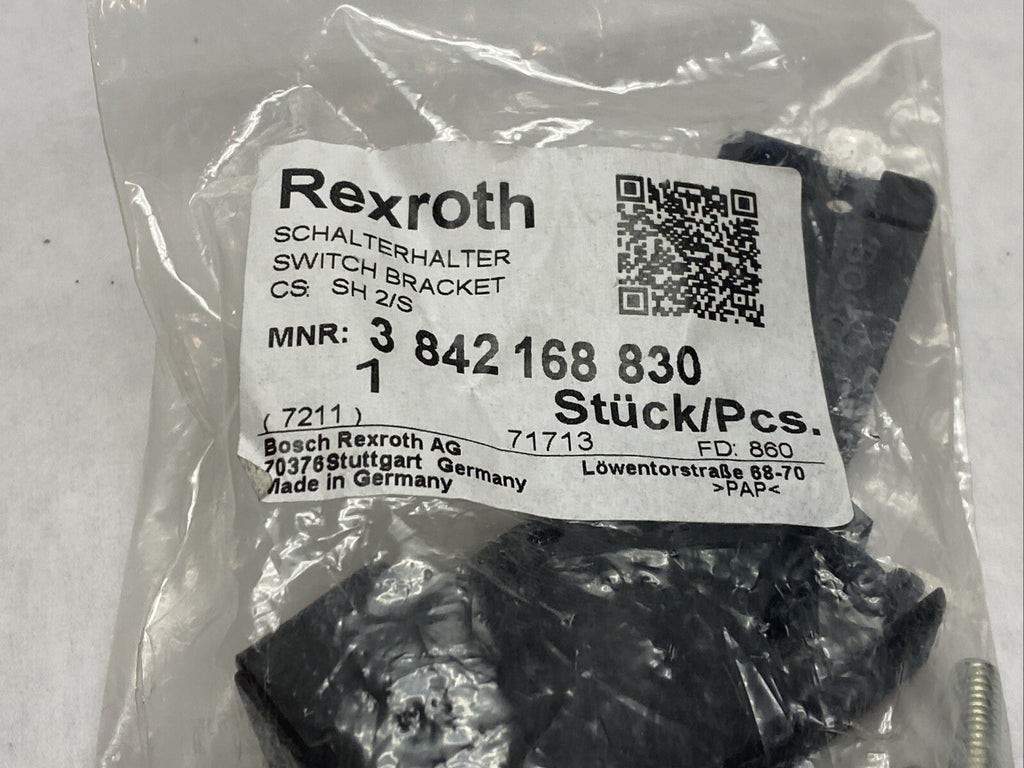 Rexroth
SCHALTERHALTER
SWITCH BRACKET
CS: SH 2/S
MNR: 3 842 168 830
1 Stück/Pcs.
( 7211 ) 71713 FD: 860
Bosch Rexroth AG Löwentorstraße 68-70
70376 Stuttgart Germany >PAP<
Made in Germany